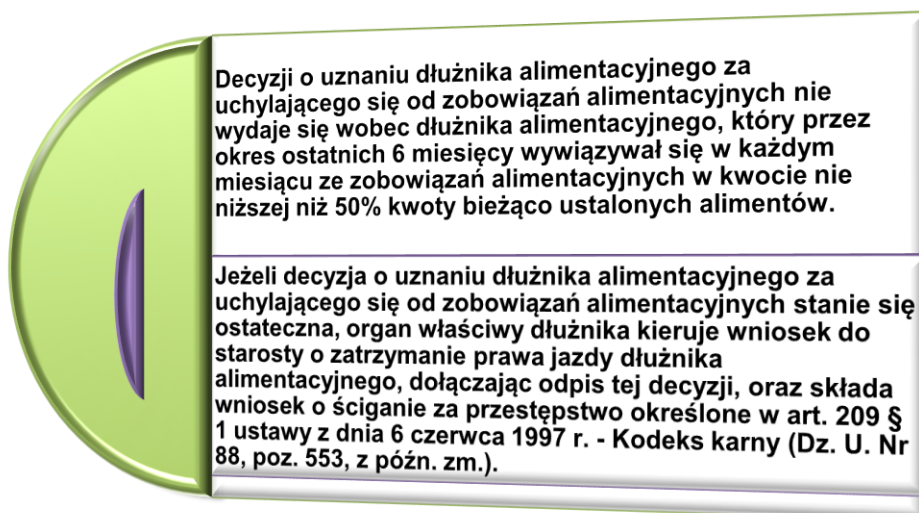 Decyzji o uznaniu dłużnika alimentacyjnego za
uchylającego się od zobowiązań alimentacyjnych nie
wydaje się wobec dłużnika alimentacyjnego, który przez
okres ostatnich 6 miesięcy wywiązywał się w każdym
miesiącu ze zobowiązań alimentacyjnych w kwocie nie
niższej niż 50% kwoty bieżąco ustalonych alimentów.
Jeżeli decyzja o uznaniu dłużnika alimentacyjnego za
uchylającego się od zobowiązań alimentacyjnych stanie się
ostateczna, organ właściwy dłużnika kieruje wniosek do
starosty o zatrzymanie prawa jazdy dłużnika
alimentacyjnego, dołączając odpis tej decyzji, oraz składa
wniosek o ściganie za przestępstwo określone w art. 209 §
1 ustawy z dnia 6 czerwca 1997 r. - Kodeks karny (Dz. U. Nr
88, poz. 553, z późn. zm.).